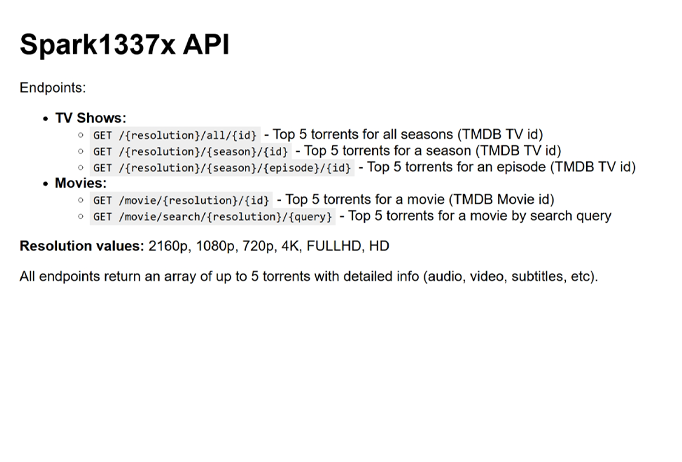 Spark1337x API
Endpoints:
• TV Shows:
◦ GET /{resolution}/all/{id} - Top 5 torrents for all seasons (TMDB TV id)
◦ GET /{resolution}/{season}/{id} - Top 5 torrents for a season (TMDB TV id)
◦ GET /{resolution}/{season}/{episode}/{id} - Top 5 torrents for an episode (TMDB TV id)
• Movies:
◦ GET /movie/{resolution}/{id} - Top 5 torrents for a movie (TMDB Movie id)
◦ GET /movie/search/{resolution}/{query} - Top 5 torrents for a movie by search query
Resolution values: 2160p, 1080p, 720p, 4K, FULLHD, HD
All endpoints return an array of up to 5 torrents with detailed info (audio, video, subtitles, etc).